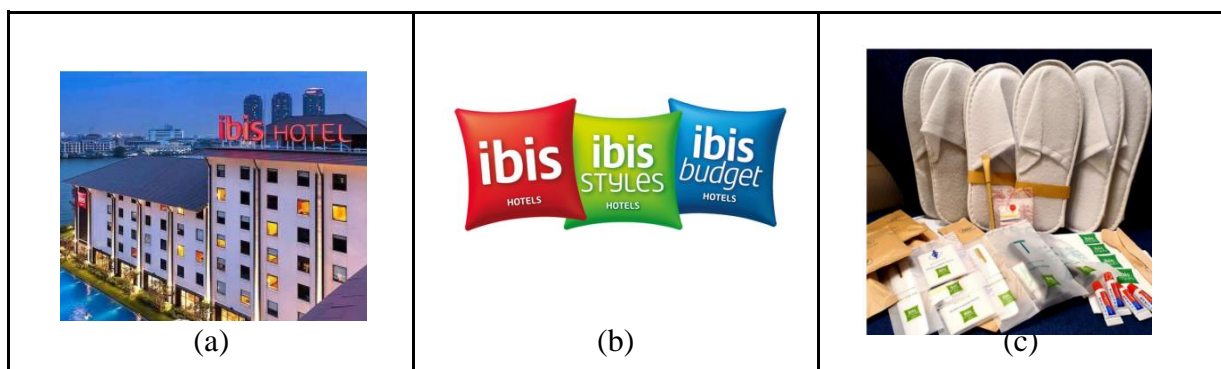 ibis HOTEL
ibis
HOTELS
ibis
STYLES
HOTELS
ibis
budget
HOTELS
(a)
(b)
(c)